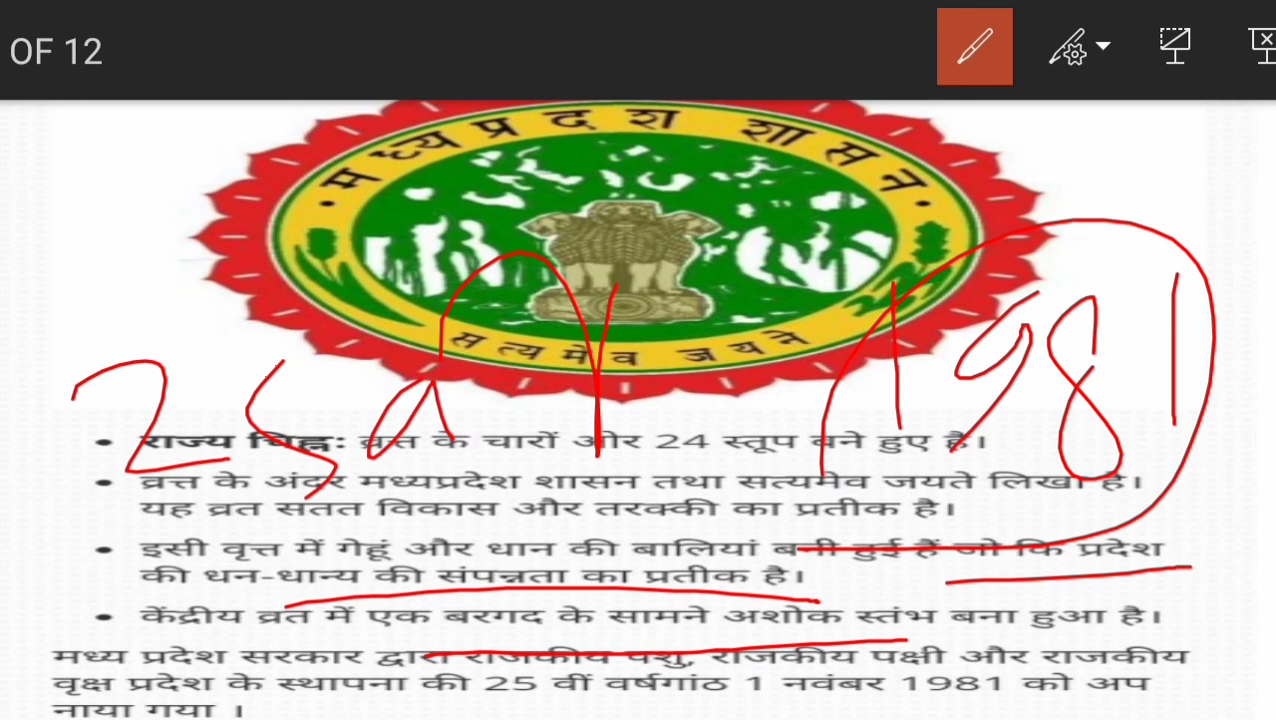 OF 12
मध्यप्रदेश शासन
सत्यमेव जयते
25 वर्ष 1981
• राज्य चिह्न: व्रत के चारों ओर 24 स्तूप बने हुए है।
• व्रत्त के अंदर मध्यप्रदेश शासन तथा सत्यमेव जयते लिखा है।
यह व्रत सतत विकास और तरक्की का प्रतीक है।
• इसी वृत्त में गेहूं और धान की बालियां बनी हुई हैं जो कि प्रदेश
की धन-धान्य की संपन्नता का प्रतीक है।
• केंद्रीय व्रत में एक बरगद के सामने अशोक स्तंभ बना हुआ है।
मध्य प्रदेश सरकार द्वारा राजकीय पशु, राजकीय पक्षी और राजकीय
वृक्ष प्रदेश के स्थापना की 25 वीं वर्षगांठ 1 नवंबर 1981 को अप
नाया गया ।